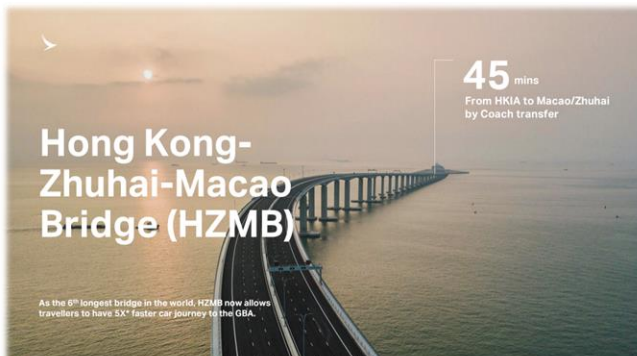 45 mins
From HKIA to Macao/Zhuhai
by Coach transfer
Hong Kong-
Zhuhai-Macao
Bridge (HZMB)
As the 6th longest bridge in the world, HZMB now allows
travellers to have 5X* faster car journey to the GBA.